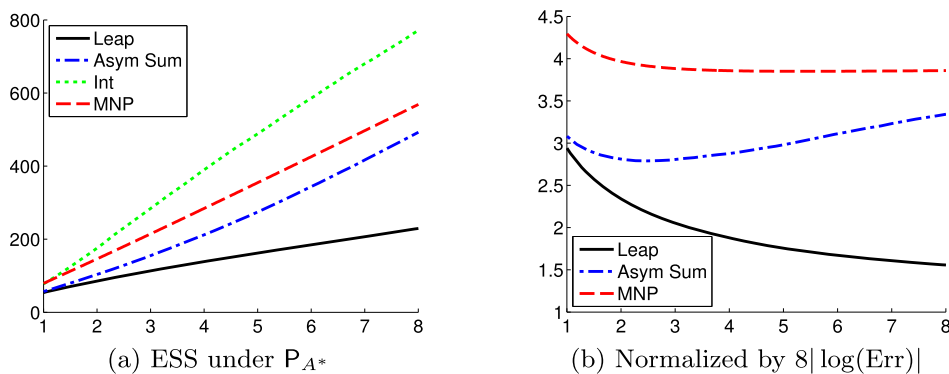 800
600
400
200
0
1 2 3 4 5 6 7 8
Leap
Asym Sum
Int
MNP
(a) ESS under P_{A*}
4.5
4
3.5
3
2.5
2
1.5
1
1 2 3 4 5 6 7 8
Leap
Asym Sum
MNP
(b) Normalized by 8| log(Err)|